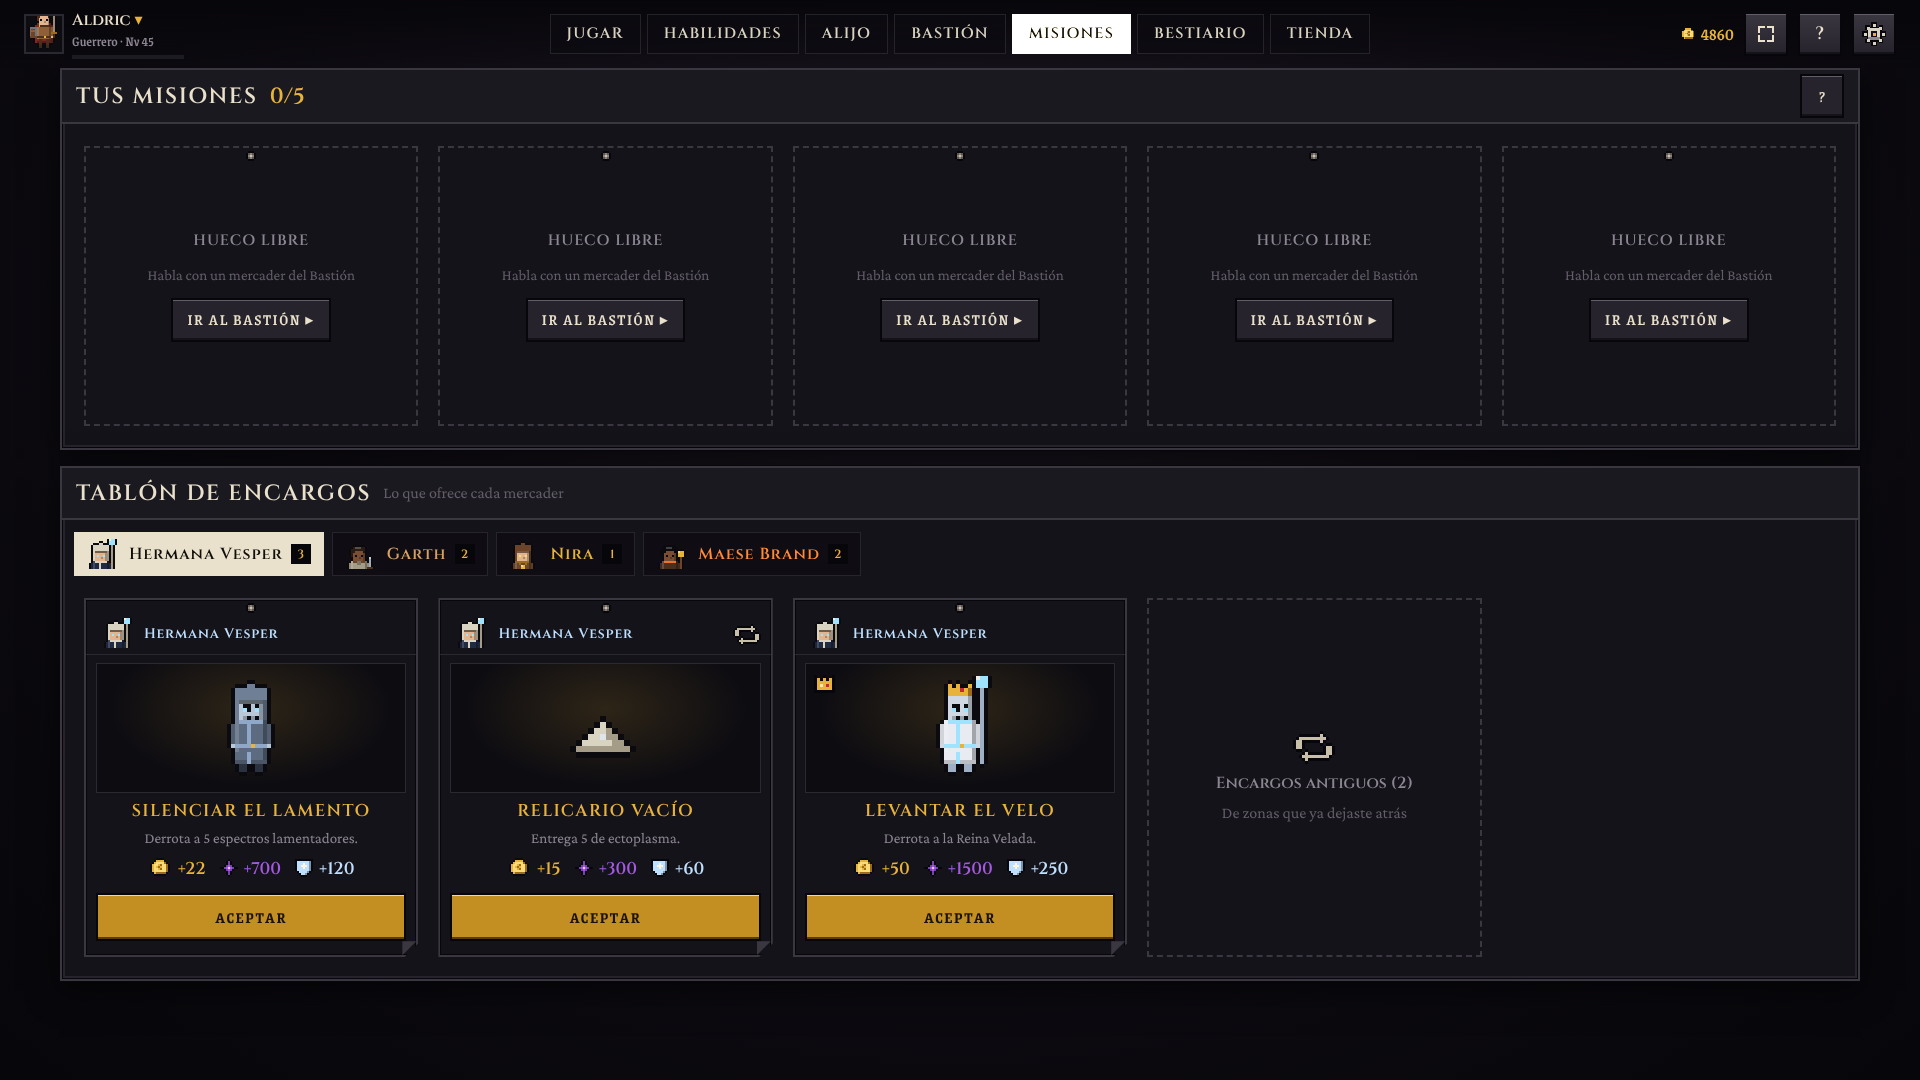 ALDRIC ▼
Guerrero · Nv 45
JUGAR
HABILIDADES
ALIJO
BASTIÓN
MISIONES
BESTIARIO
TIENDA
4860
?
TUS MISIONES 0/5
?
HUECO LIBRE
Habla con un mercader del Bastión
IR AL BASTIÓN ▶
HUECO LIBRE
Habla con un mercader del Bastión
IR AL BASTIÓN ▶
HUECO LIBRE
Habla con un mercader del Bastión
IR AL BASTIÓN ▶
HUECO LIBRE
Habla con un mercader del Bastión
IR AL BASTIÓN ▶
HUECO LIBRE
Habla con un mercader del Bastión
IR AL BASTIÓN ▶
TABLÓN DE ENCARGOS Lo que ofrece cada mercader
HERMANA VESPER 3
GARTH 2
NIRA 1
MAESE BRAND 2
HERMANA VESPER
SILENCIAR EL LAMENTO
Derrota a 5 espectros lamentadores.
+22 +700 +120
ACEPTAR
HERMANA VESPER
RELICARIO VACÍO
Entrega 5 de ectoplasma.
+15 +300 +60
ACEPTAR
HERMANA VESPER
LEVANTAR EL VELO
Derrota a la Reina Velada.
+50 +1500 +250
ACEPTAR
ENCARGOS ANTIGUOS (2)
De zonas que ya dejaste atrás